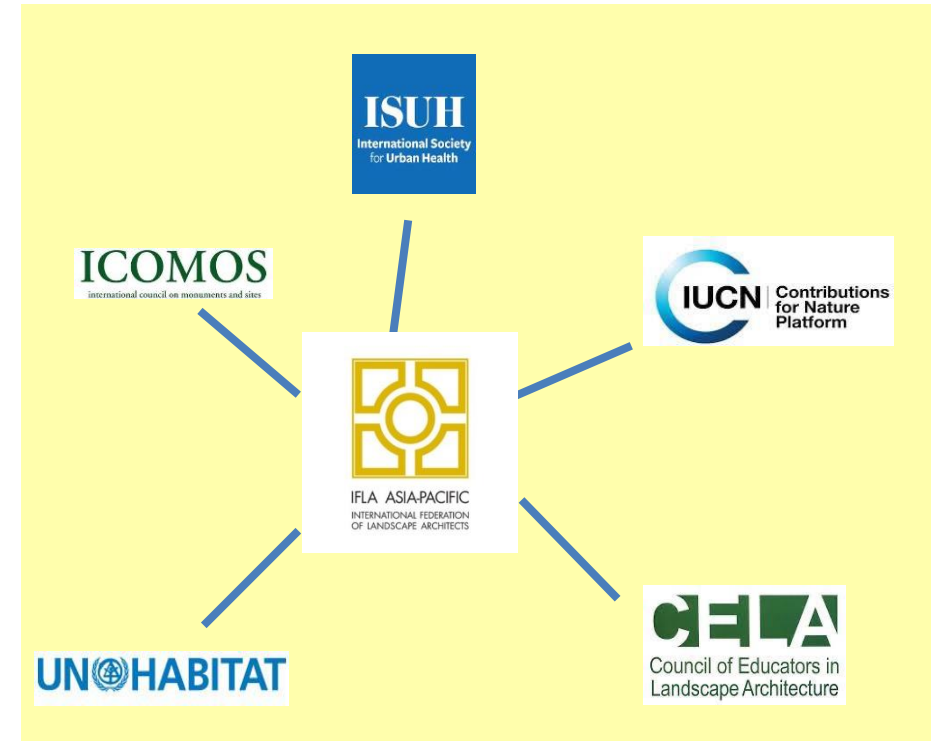 ISUH
International Society
for Urban Health
ICOMOS
international council on monuments and sites
IUCN
Contributions
for Nature
Platform
IFLA ASIA-PACIFIC
INTERNATIONAL FEDERATION
OF LANDSCAPE ARCHITECTS
UN HABITAT
CELA
Council of Educators in
Landscape Architecture